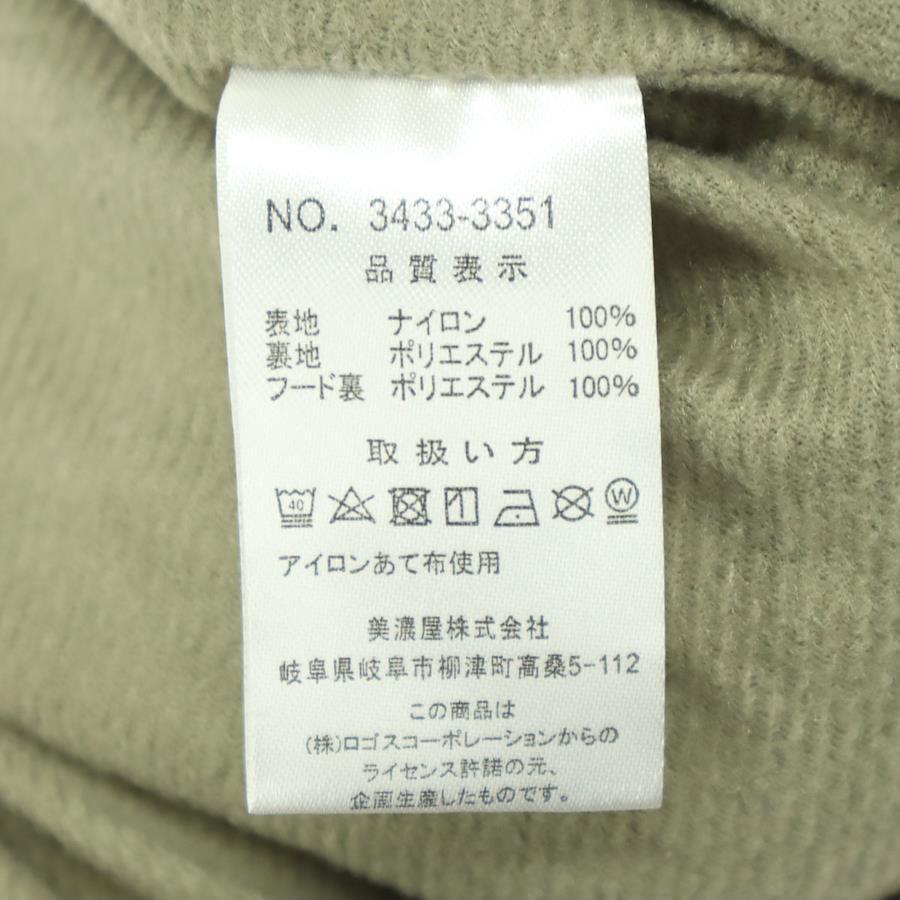 NO. 3433-3351
品質表示
表地 ナイロン 100%
裏地 ポリエステル 100%
フード裏 ポリエステル 100%
取扱い方
40 W
アイロンあて布使用
美濃屋株式会社
岐阜県岐阜市柳津町高桑5-112
この商品は
(株)ロゴスコーポレーションからの
ライセンス許諾の元、
企画生産したものです。